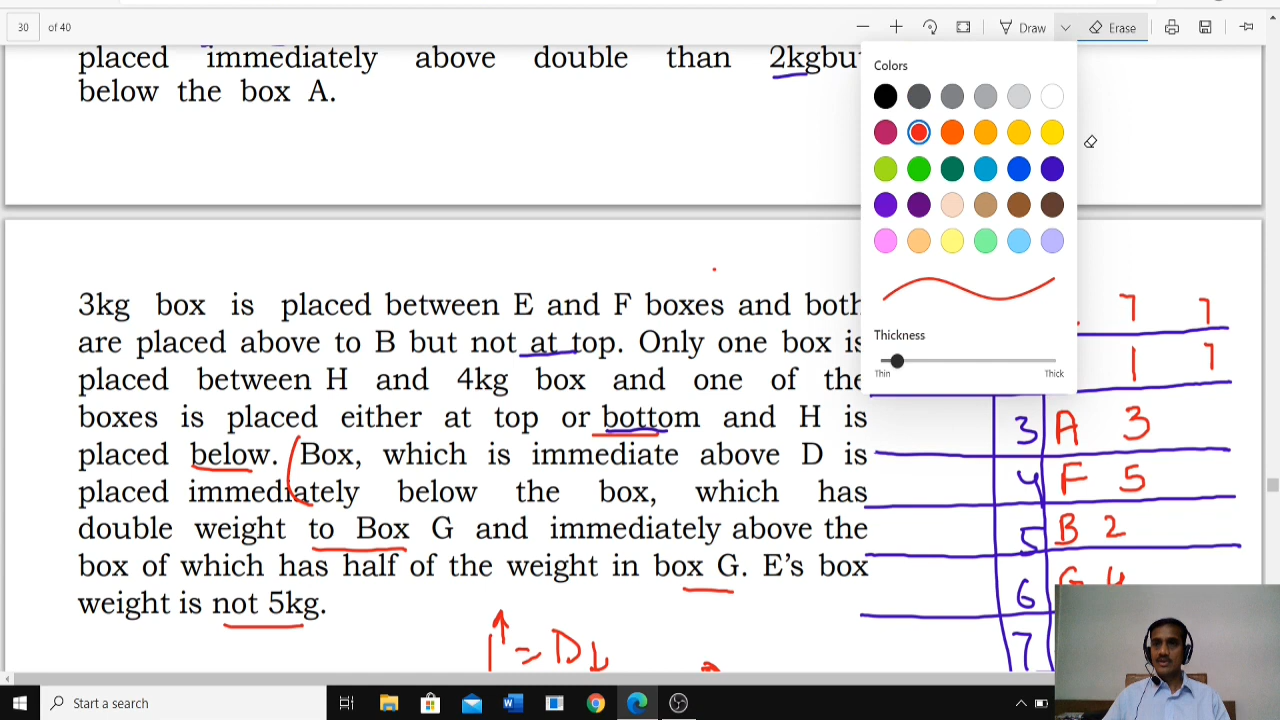 30 of 40
Draw
Erase
placed immediately above double than 2kgbut
below the box A.
Colors
Thickness
Thin Thick
3kg box is placed between E and F boxes and both
are placed above to B but not at top. Only one box is
placed between H and 4kg box and one of the
boxes is placed either at top or bottom and H is
placed below. Box, which is immediate above D is
placed immediately below the box, which has
double weight to Box G and immediately above the
box of which has half of the weight in box G. E's box
weight is not 5kg.
7 7
1 7
3 A 3
4 F 5
5 B 2
6 G 4
7
= D
Start a search